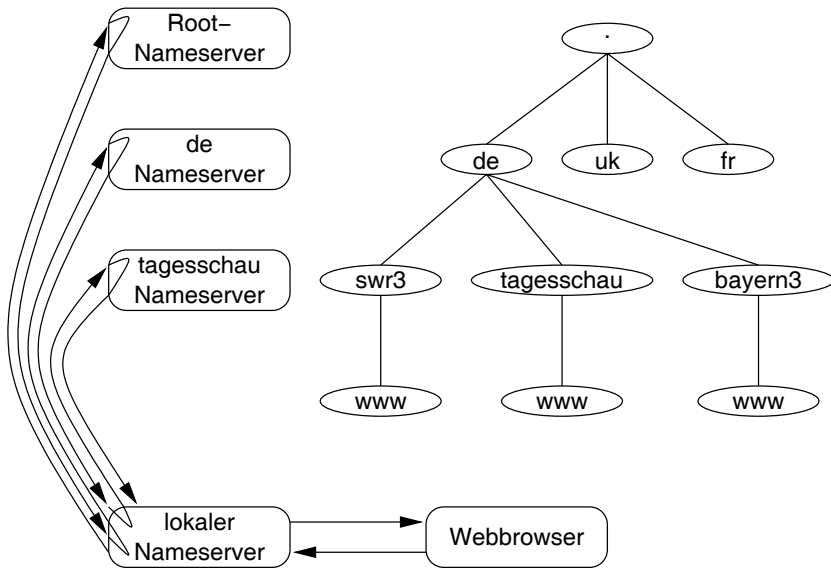 Root–
Nameserver
de
Nameserver
tagesschau
Nameserver
lokaler
Nameserver
Webbrowser
.
de
uk
fr
swr3
tagesschau
bayern3
www
www
www